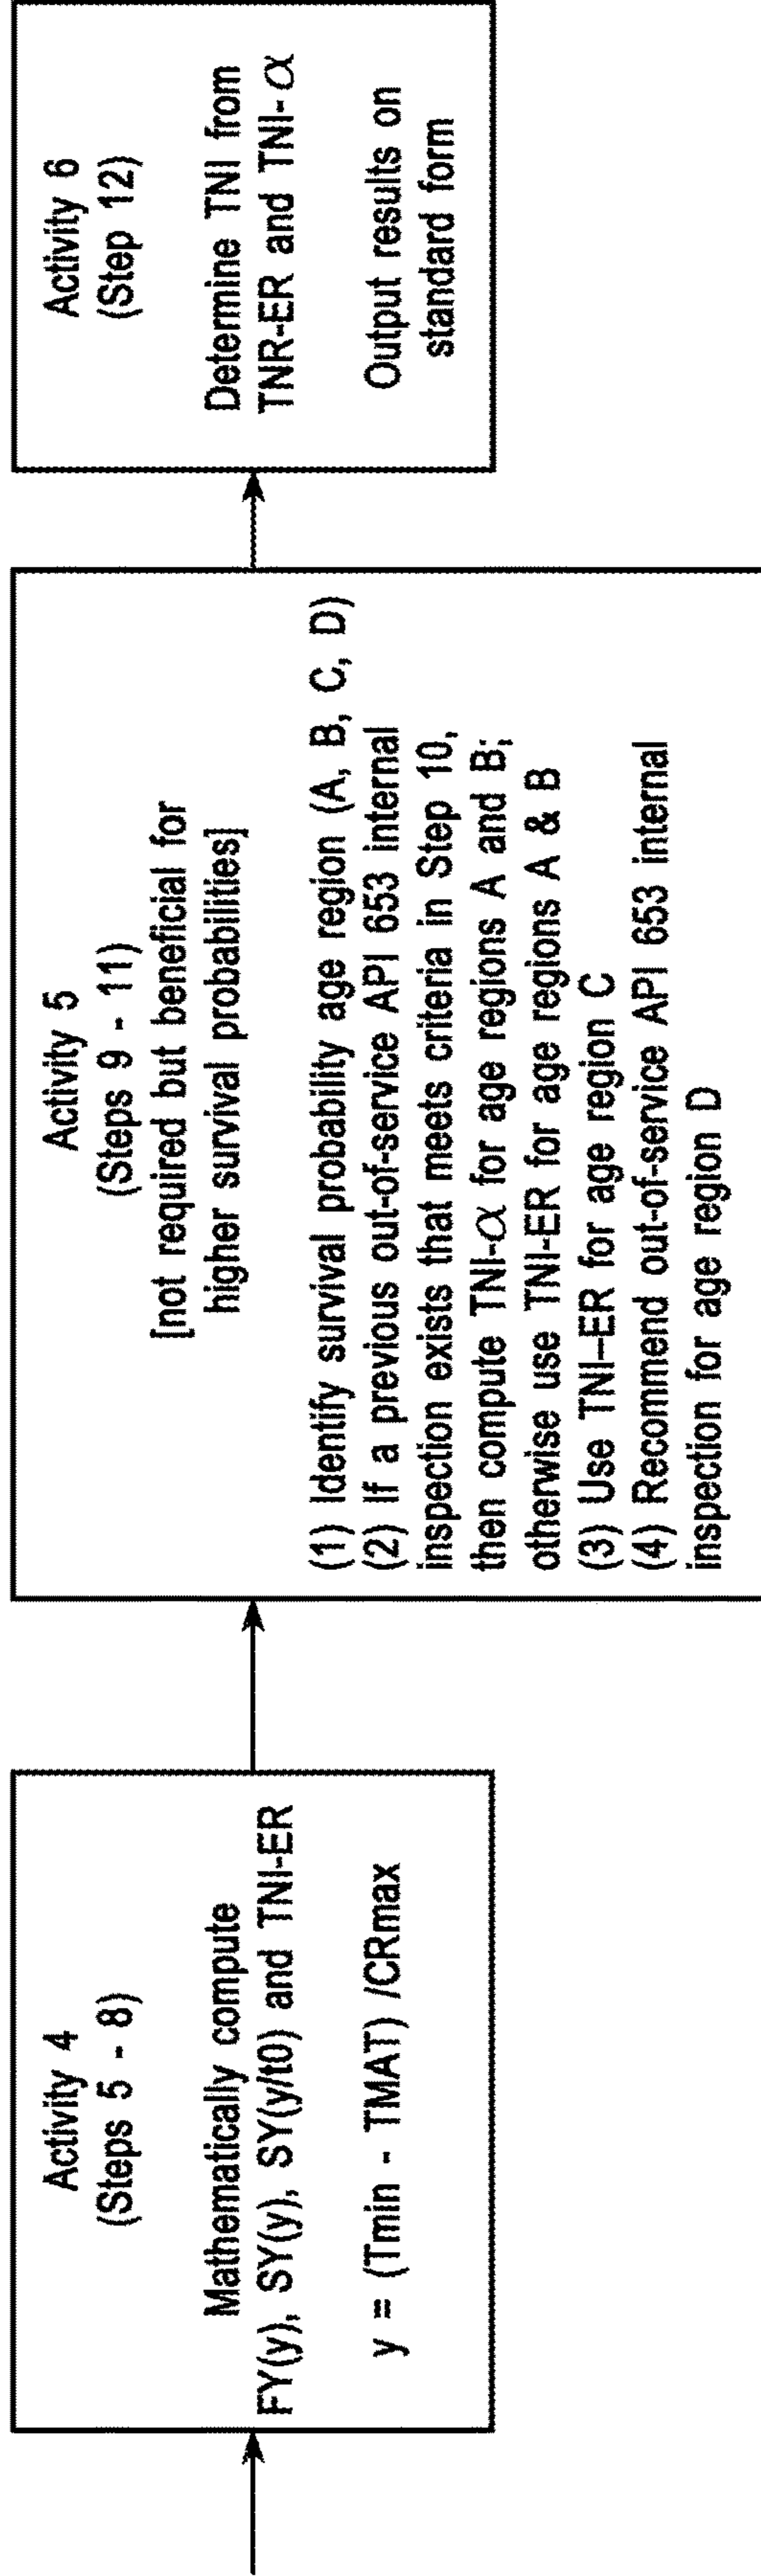 Activity 4
(Steps 5 - 8)
Mathematically compute
FY(y), SY(y), SY(y/t0) and TNI-ER
y = (Tmin - TMAT) /CRmax
Activity 5
(Steps 9 - 11)
[not required but beneficial for
higher survival probabilities]
(1) Identify survival probability age region (A, B, C, D)
(2) If a previous out-of-service API 653 internal
inspection exists that meets criteria in Step 10,
then compute TNI-α for age regions A and B;
otherwise use TNI-ER for age regions A & B
(3) Use TNI-ER for age region C
(4) Recommend out-of-service API 653 internal
inspection for age region D
Activity 6
(Step 12)
Determine TNI from
TNR-ER and TNI-α
Output results on
standard form